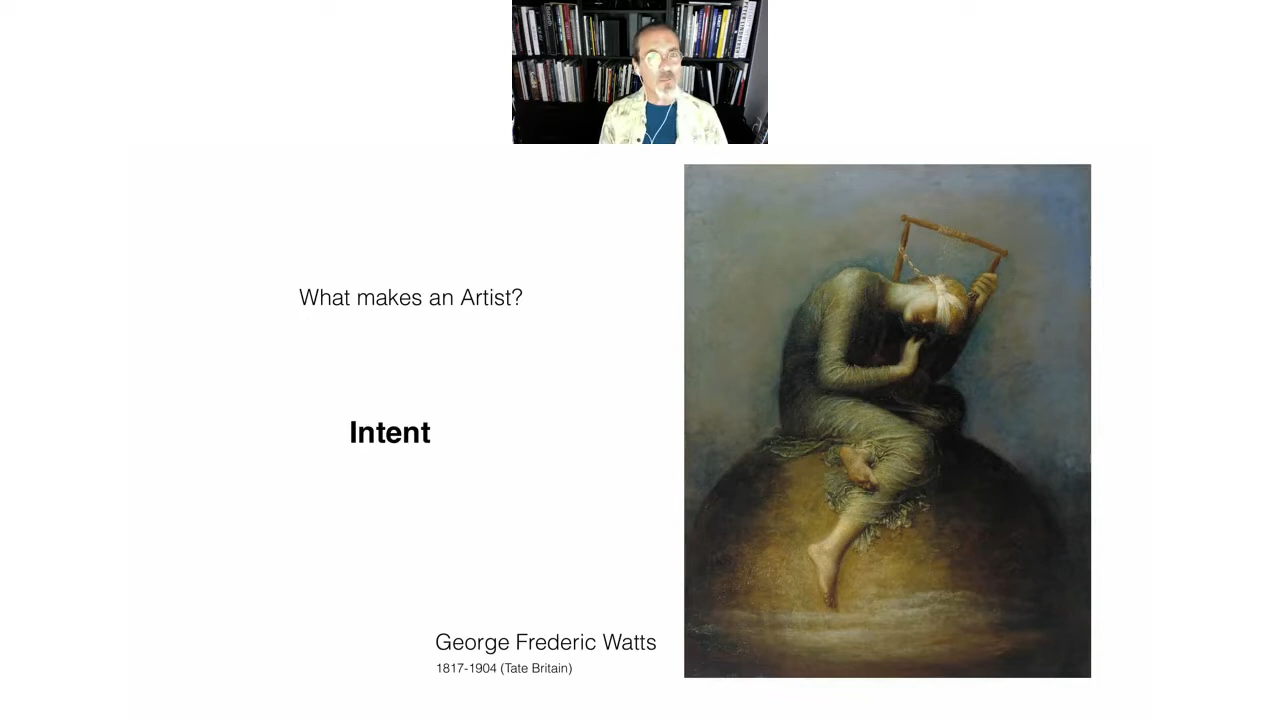 What makes an Artist?
Intent
George Frederic Watts
1817-1904 (Tate Britain)